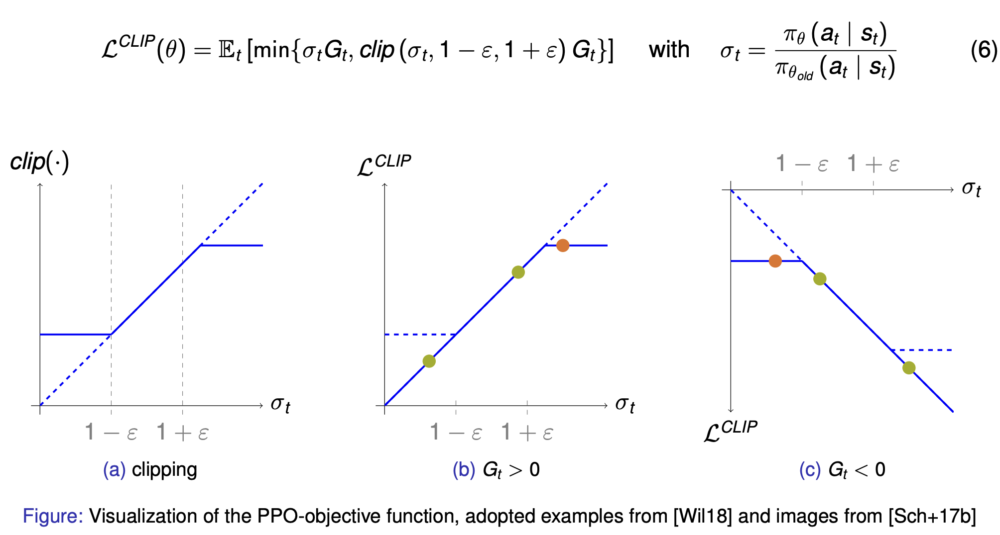 ℒ^{CLIP}(θ) = 𝔼_t [min{σ_t G_t, clip (σ_t, 1 − ε, 1 + ε) G_t}] with σ_t = π_θ (a_t | s_t) / π_{θ_{old}} (a_t | s_t) (6)
clip(·)
σ_t
1 − ε 1 + ε
(a) clipping
ℒ^{CLIP}
σ_t
1 − ε 1 + ε
(b) G_t > 0
1 − ε 1 + ε
σ_t
ℒ^{CLIP}
(c) G_t < 0
Figure: Visualization of the PPO-objective function, adopted examples from [Wil18] and images from [Sch+17b]